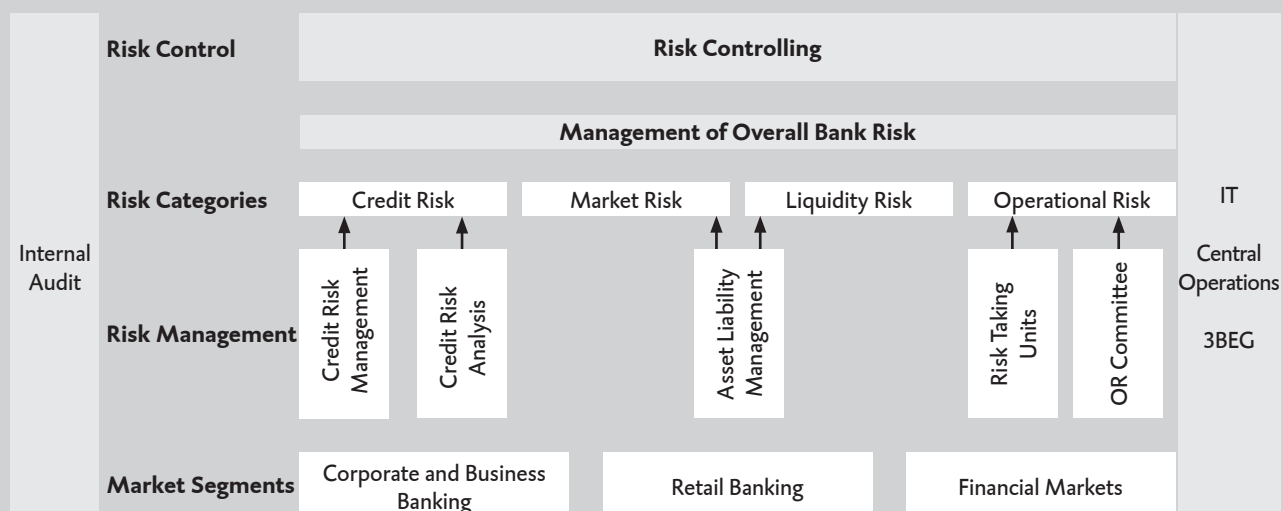 Risk Control
Risk Controlling
Management of Overall Bank Risk
Risk Categories
Credit Risk
Market Risk
Liquidity Risk
Operational Risk
Internal
Audit
Risk Management
Credit Risk
Management
Credit Risk
Analysis
Asset Liability
Management
Risk Taking
Units
OR Committee
IT
Central
Operations
3BEG
Market Segments
Corporate and Business
Banking
Retail Banking
Financial Markets